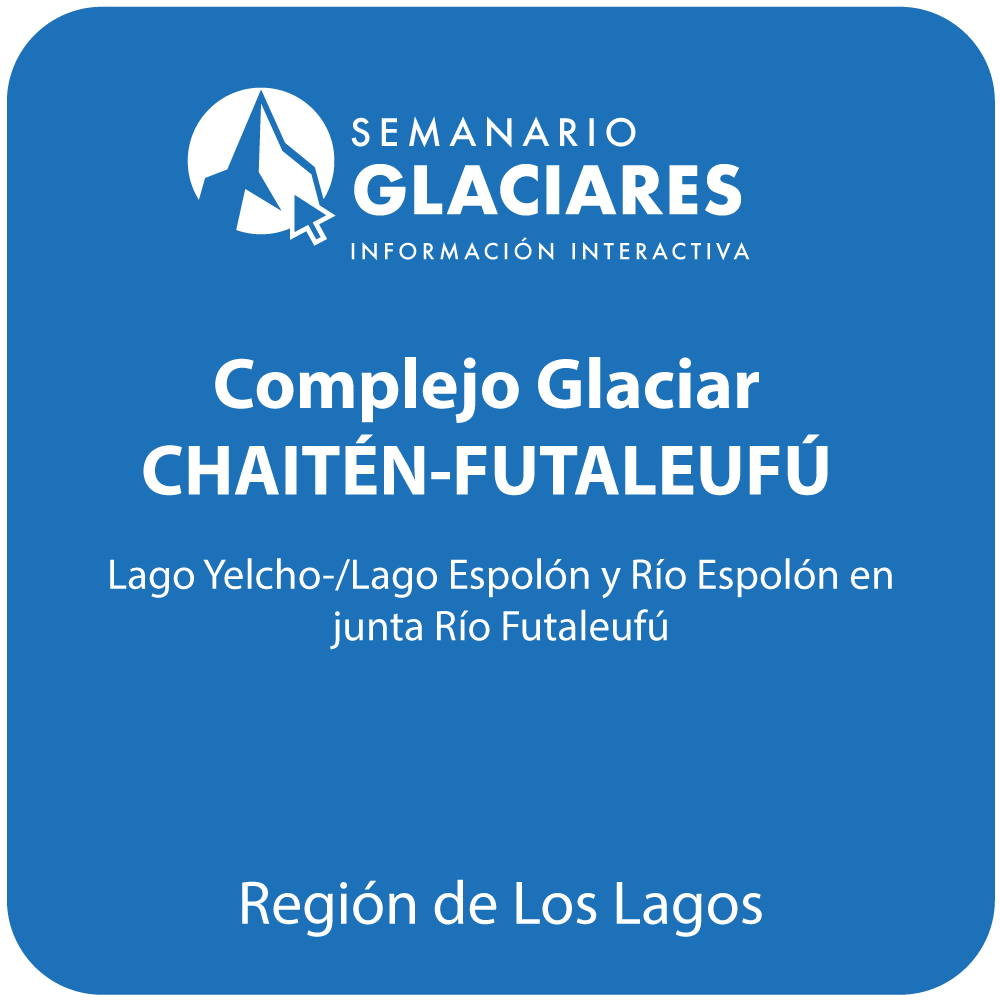 SEMANARIO
GLACIARES
INFORMACIÓN INTERACTIVA
Complejo Glaciar
CHAITÉN-FUTALEUFÚ
Lago Yelcho-/Lago Espolón y Río Espolón en
junta Río Futaleufú
Región de Los Lagos